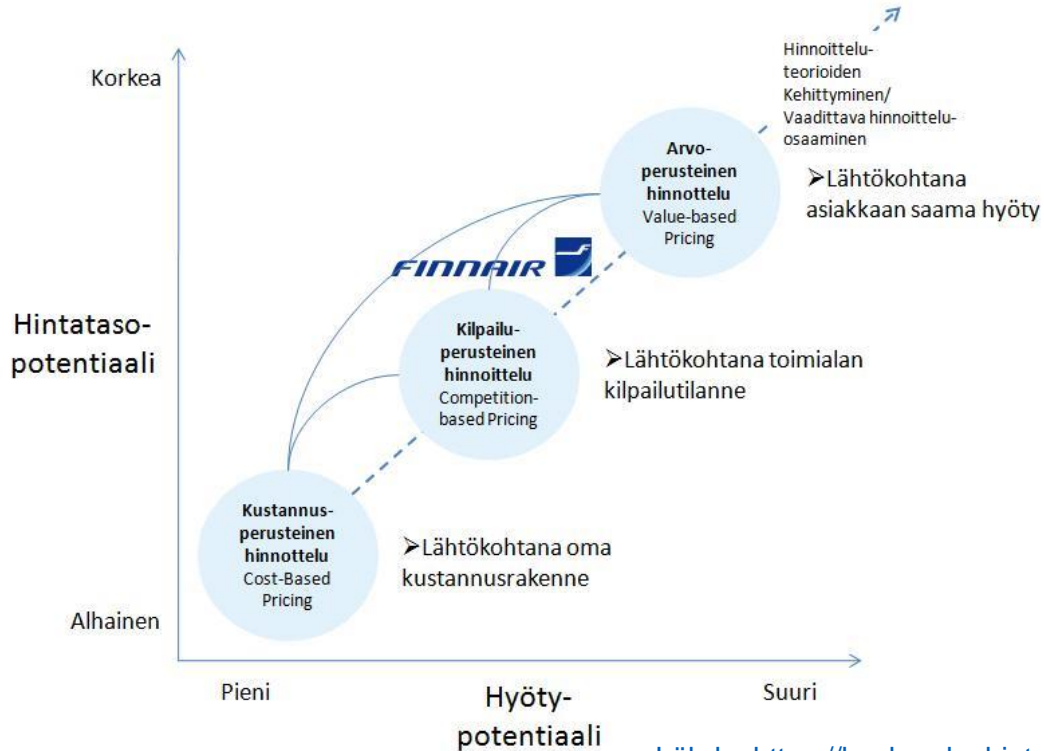 Hinnoittelu-
teorioiden
Kehittyminen/
Vaadittava hinnoittelu-
osaaminen
Korkea
Arvo-
perusteinen
hinnottelu
Value-based
Pricing
➢Lähtökohtana
asiakkaan saama hyöty
FINNAIR
Hintataso-
potentiaali
Kilpailu-
perusteinen
hinnoittelu
Competition-
based Pricing
➢Lähtökohtana toimialan
kilpailutilanne
Kustannus-
perusteinen
hinnottelu
Cost-Based
Pricing
➢Lähtökohtana oma
kustannusrakenne
Alhainen
Pieni
Hyöty-
potentiaali
Suuri